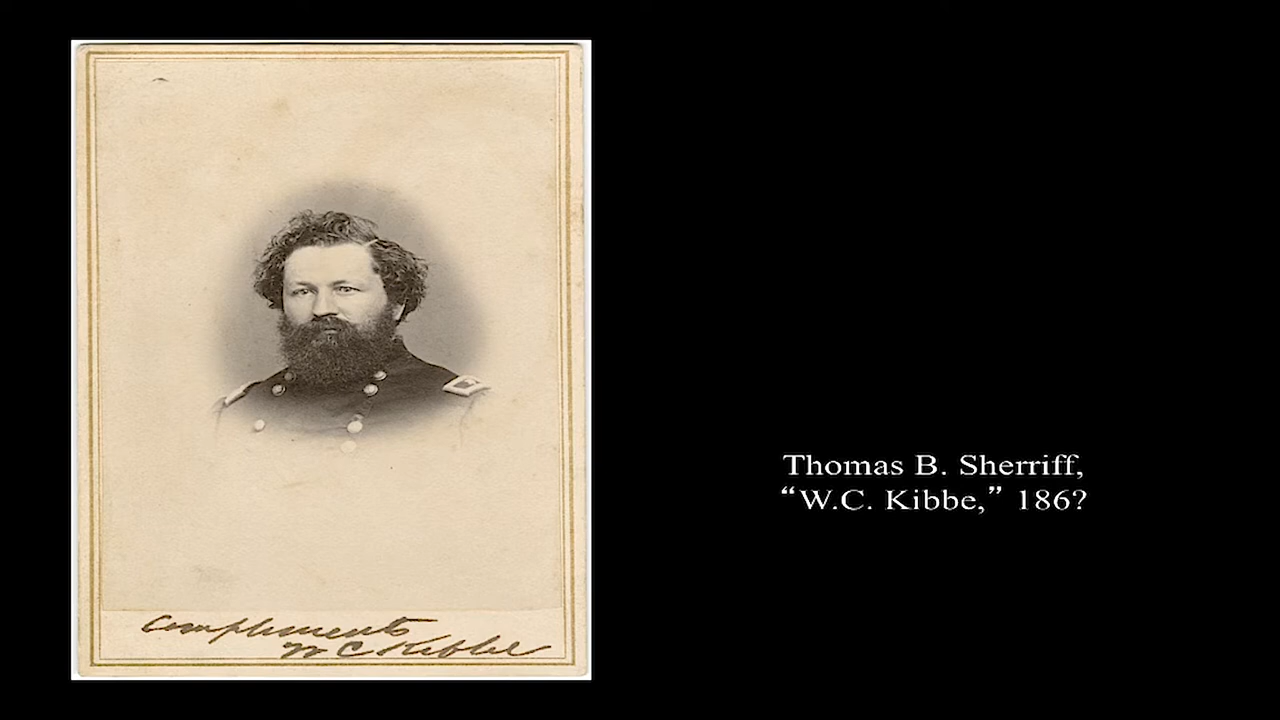 Compliments
W C Kibbe
Thomas B. Sherriff,
“W.C. Kibbe,” 186?